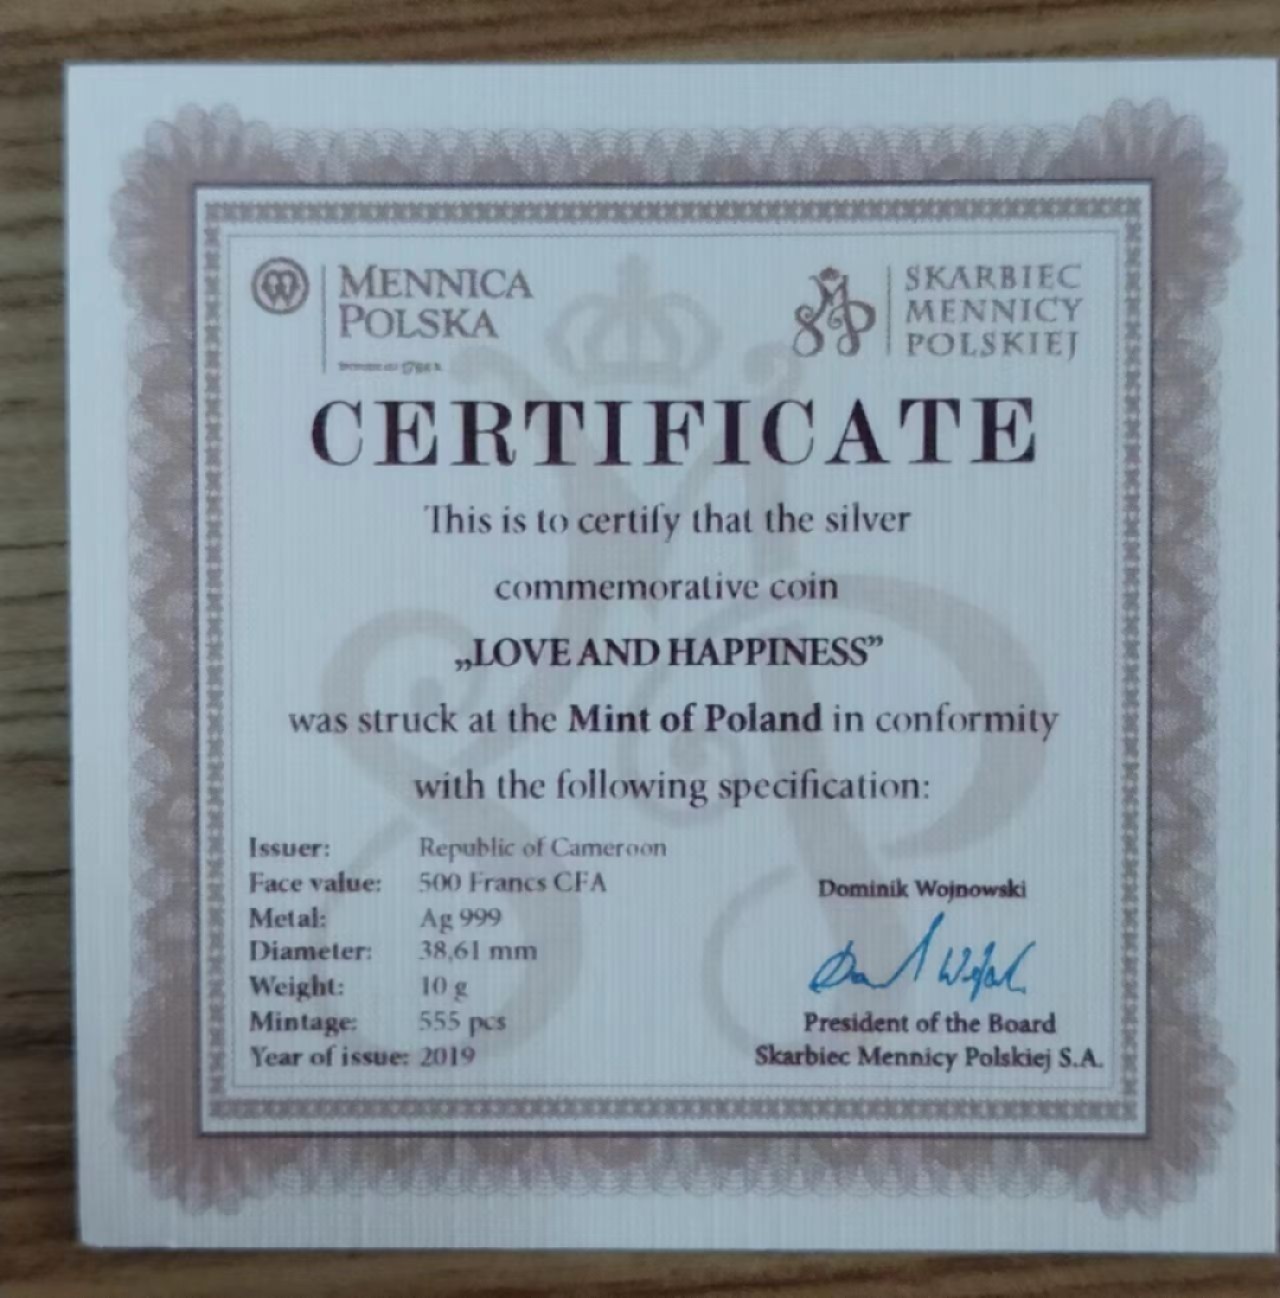 MENNICA
POLSKA
SKARBIEC
MENNICY
POLSKIEJ
CERTIFICATE
This is to certify that the silver
commemorative coin
„LOVE AND HAPPINESS”
was struck at the Mint of Poland in conformity
with the following specification:
Issuer: Republic of Cameroon
Face value: 500 Francs CFA
Metal: Ag 999
Diameter: 38,61 mm
Weight: 10 g
Mintage: 555 pcs
Year of issue: 2019
Dominik Wojnowski
President of the Board
Skarbiec Mennicy Polskiej S.A.